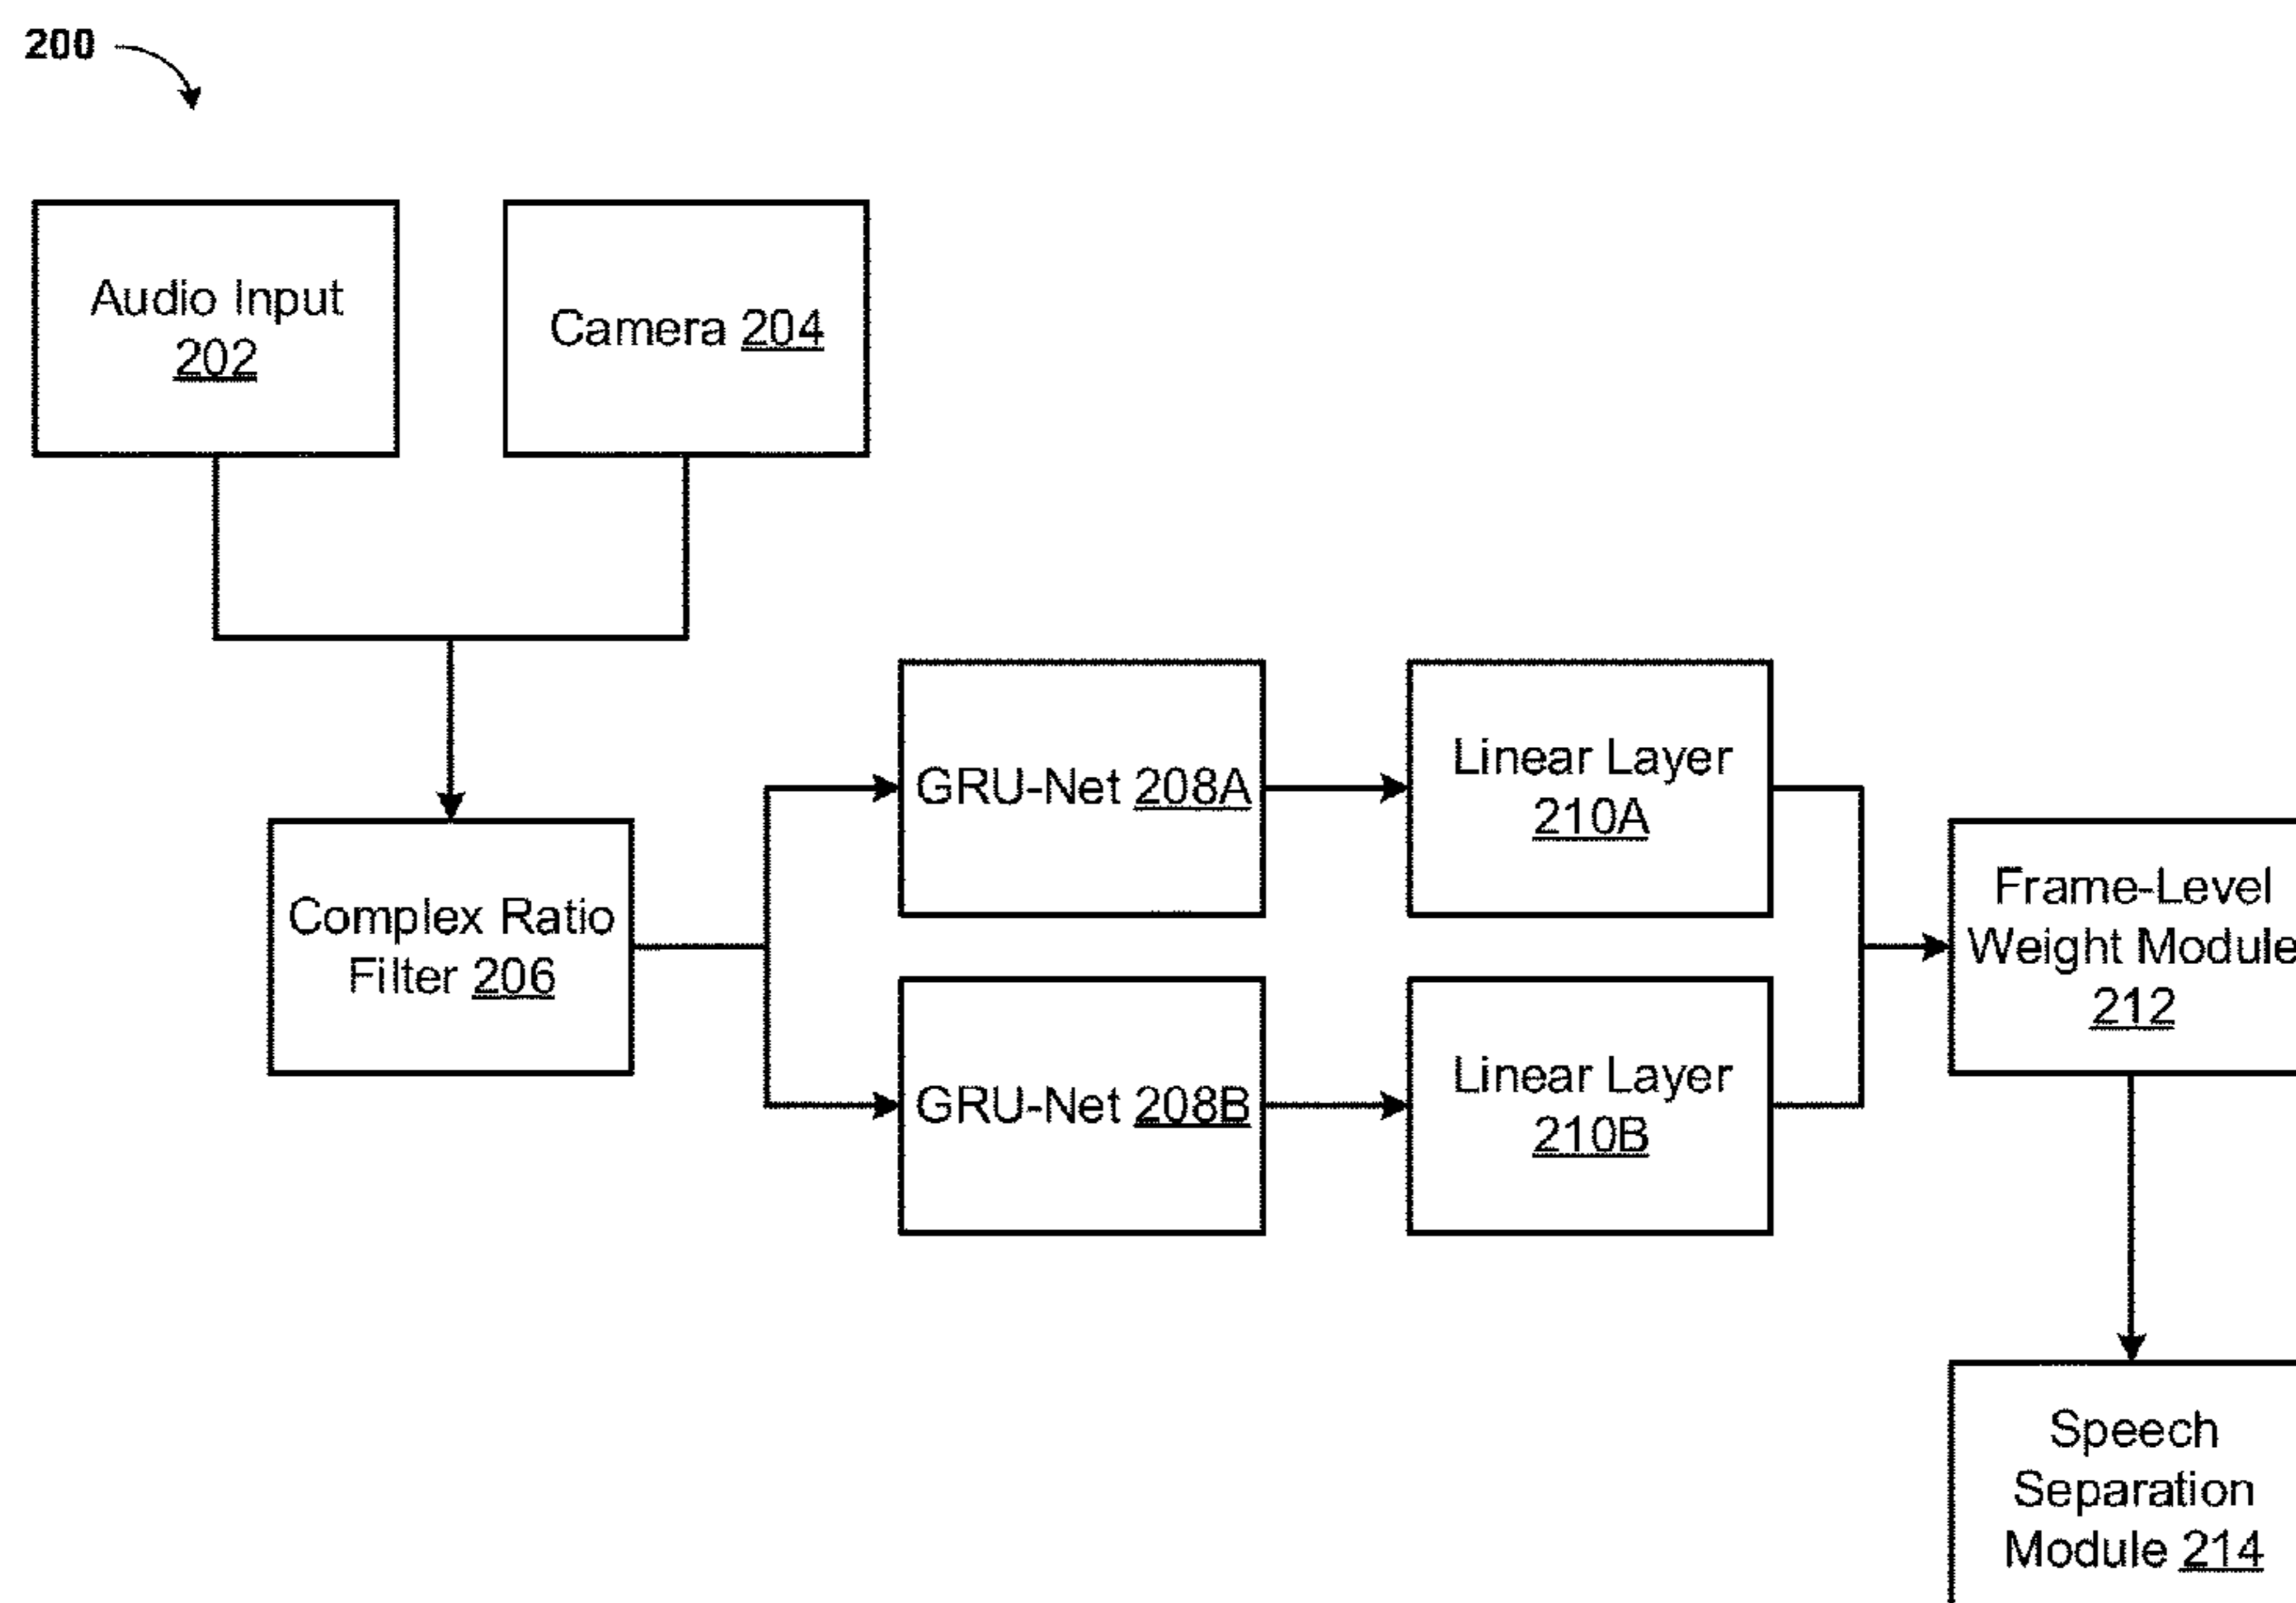 200
Audio Input
202
Camera 204
GRU-Net 208A
Linear Layer
210A
Complex Ratio
Filter 206
Frame-Level
Weight Module
212
GRU-Net 208B
Linear Layer
210B
Speech
Separation
Module 214